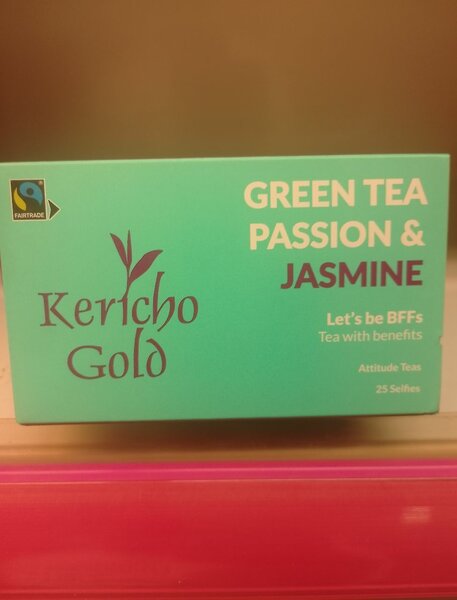 FAIRTRADE
Kericho
Gold
GREEN TEA
PASSION &
JASMINE
Let's be BFFs
Tea with benefits
Attitude Teas
25 Selfies